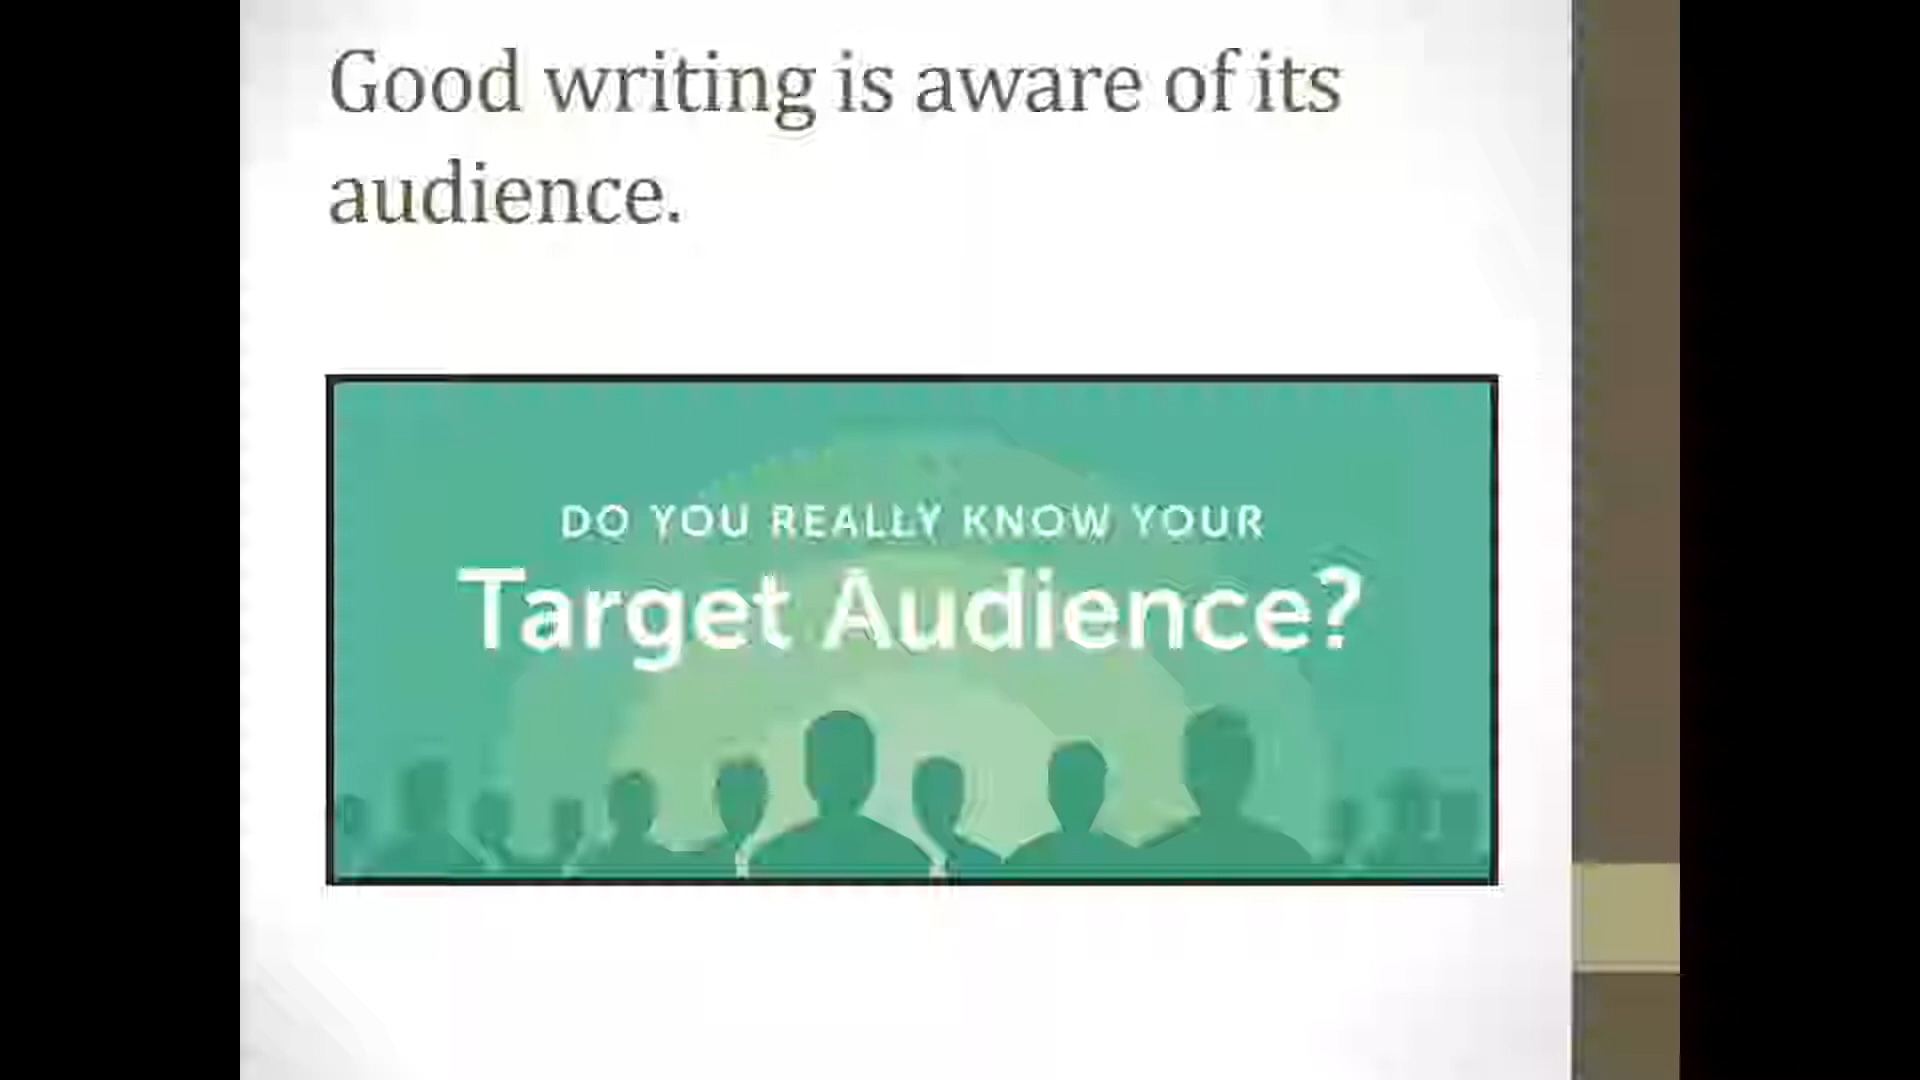 Good writing is aware of its
audience.
DO YOU REALLY KNOW YOUR
Target Audience?